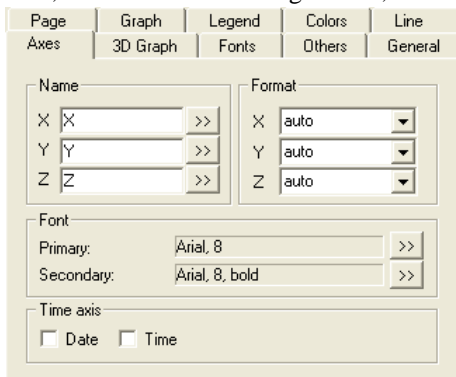 Page Graph Legend Colors Line
Axes 3D Graph Fonts Others General
Name Format
X X >> X auto
Y Y >> Y auto
Z Z >> Z auto
Font
Primary: Arial, 8 >>
Secondary: Arial, 8, bold >>
Time axis
Date Time